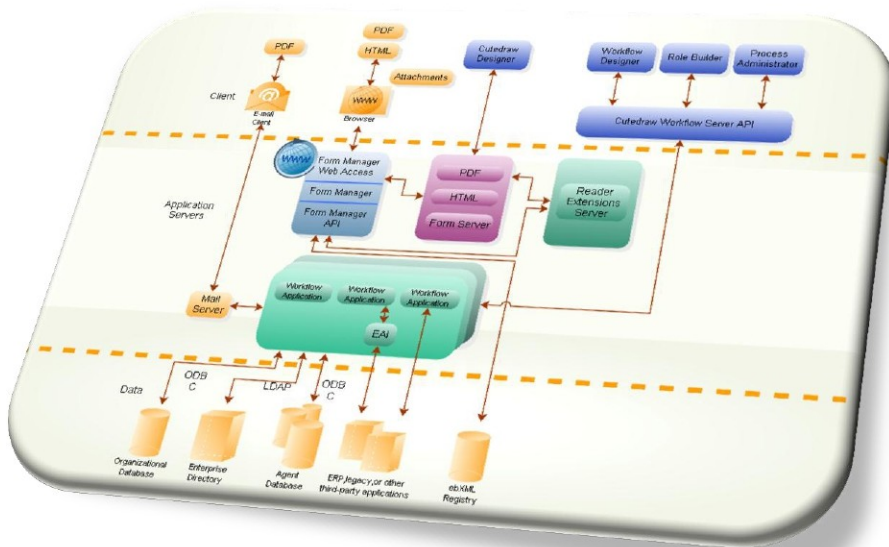 PDF
PDF
HTML
Attachments
Cutedraw
Designer
Workflow
Designer
Role Builder
Process
Administrator
Client
@
E-mail
Client
WWW
Browser
Cutedraw Workflow Server API
WWW
Form Manager
Web Access
Form Manager
Form Manager
API
PDF
HTML
Form Server
Reader
Extensions
Server
Application
Servers
Mail
Server
Workflow
Application
Workflow
Application
Workflow
Application
EAI
Data
ODB
C
LDAP
ODB
C
Organizational
Database
Enterprise
Directory
Agent
Database
ERP,legacy,or other
third-party applications
ebXML
Registry